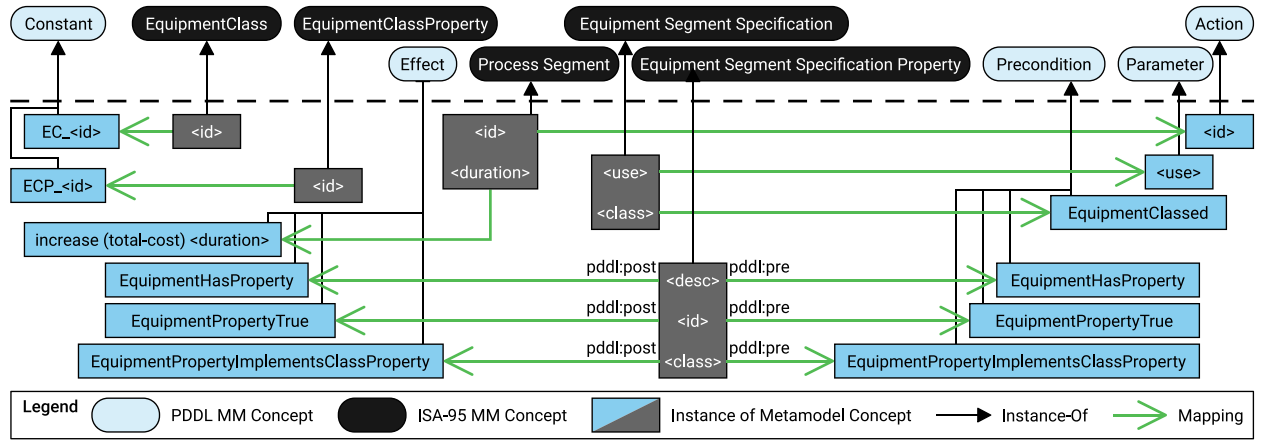 Constant
EquipmentClass
EquipmentClassProperty
Equipment Segment Specification
Action
Effect
Process Segment
Equipment Segment Specification Property
Precondition
Parameter
EC_<id>
<id>
<id>
<id>
ECP_<id>
<id>
<duration>
<use>
<use>
<class>
EquipmentClassed
increase (total-cost) <duration>
EquipmentHasProperty
pddl:post
<desc>
pddl:pre
EquipmentHasProperty
EquipmentPropertyTrue
pddl:post
<id>
pddl:pre
EquipmentPropertyTrue
EquipmentPropertyImplementsClassProperty
pddl:post
<class>
pddl:pre
EquipmentPropertyImplementsClassProperty
Legend
PDDL MM Concept
ISA-95 MM Concept
Instance of Metamodel Concept
Instance-Of
Mapping